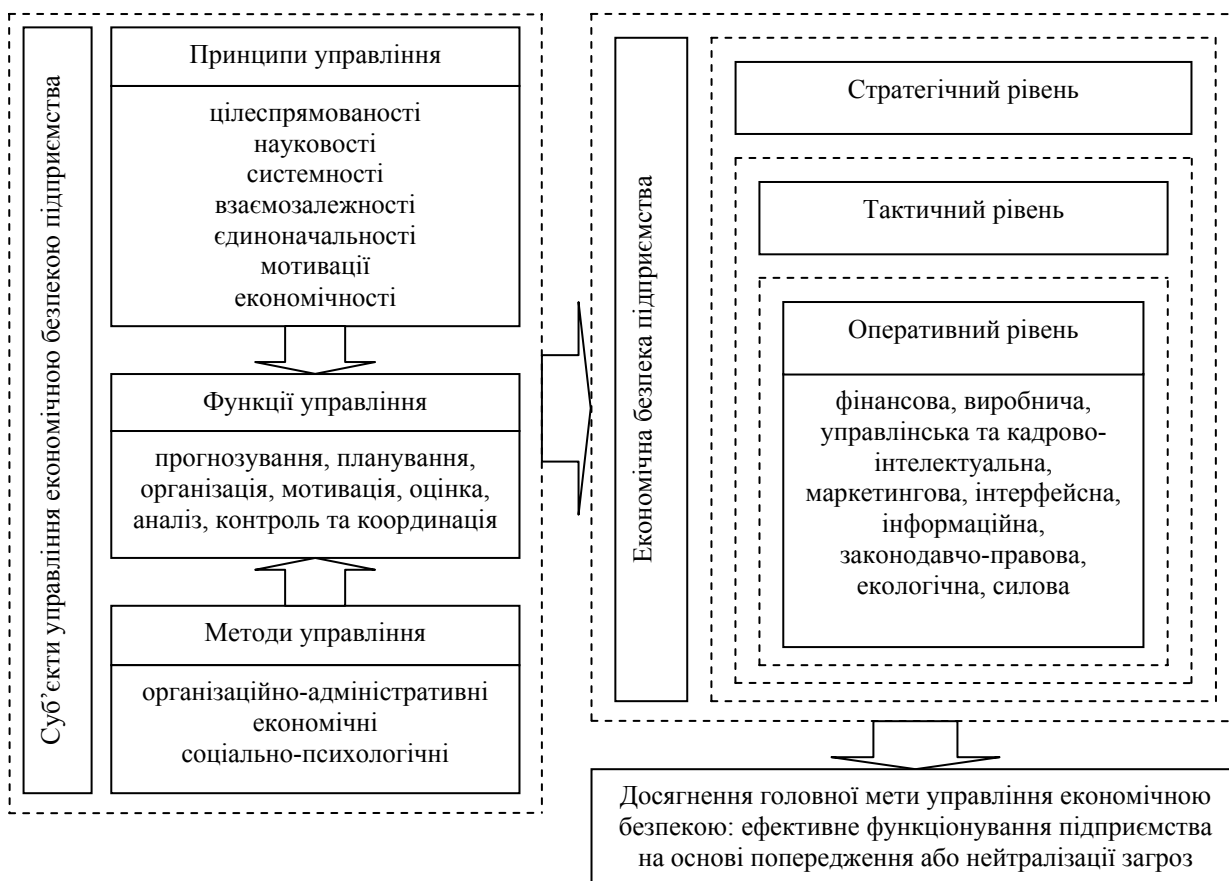 Суб’єкти управління економічною безпекою підприємства
Принципи управління
цілеспрямованості
науковості
системності
взаємозалежності
єдиноначальності
мотивації
економічності
Функції управління
прогнозування, планування,
організація, мотивація, оцінка,
аналіз, контроль та координація
Методи управління
організаційно-адміністративні
економічні
соціально-психологічні
Економічна безпека підприємства
Стратегічний рівень
Тактичний рівень
Оперативний рівень
фінансова, виробнича,
управлінська та кадрово-
інтелектуальна,
маркетингова, інтерфейсна,
інформаційна,
законодавчо-правова,
екологічна, силова
Досягнення головної мети управління економічною
безпекою: ефективне функціонування підприємства
на основі попередження або нейтралізації загроз